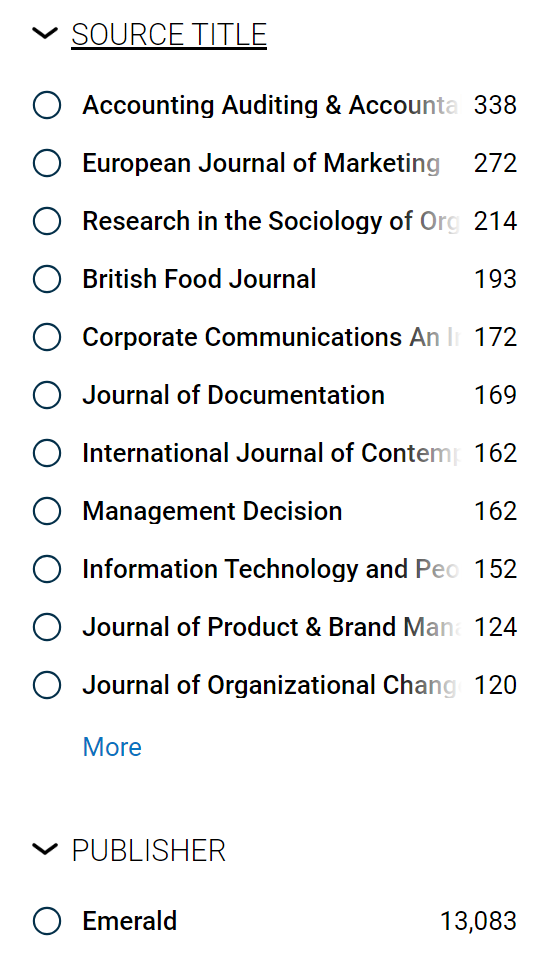 SOURCE TITLE
Accounting Auditing & Accounta 338
European Journal of Marketing 272
Research in the Sociology of Org 214
British Food Journal 193
Corporate Communications An In 172
Journal of Documentation 169
International Journal of Contemp 162
Management Decision 162
Information Technology and Peo 152
Journal of Product & Brand Mana 124
Journal of Organizational Chang 120
More
PUBLISHER
Emerald 13,083